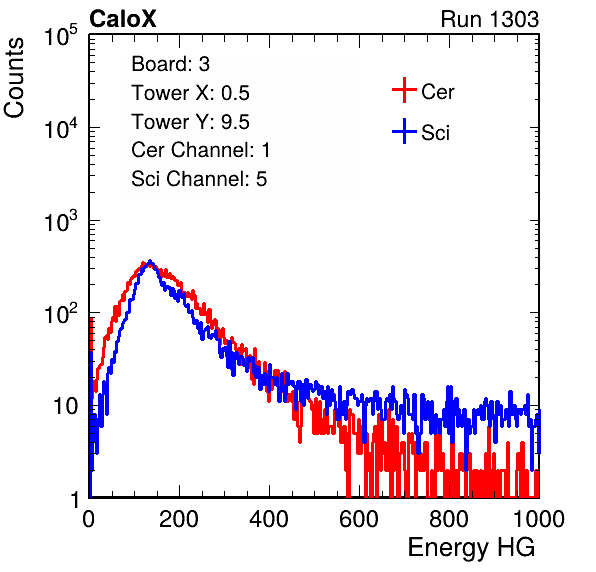 CaloX Run 1303
Counts
Board: 3
Tower X: 0.5
Tower Y: 9.5
Cer Channel: 1
Sci Channel: 5
Cer
Sci
10^5
10^4
10^3
10^2
10
1
0 200 400 600 800 1000
Energy HG